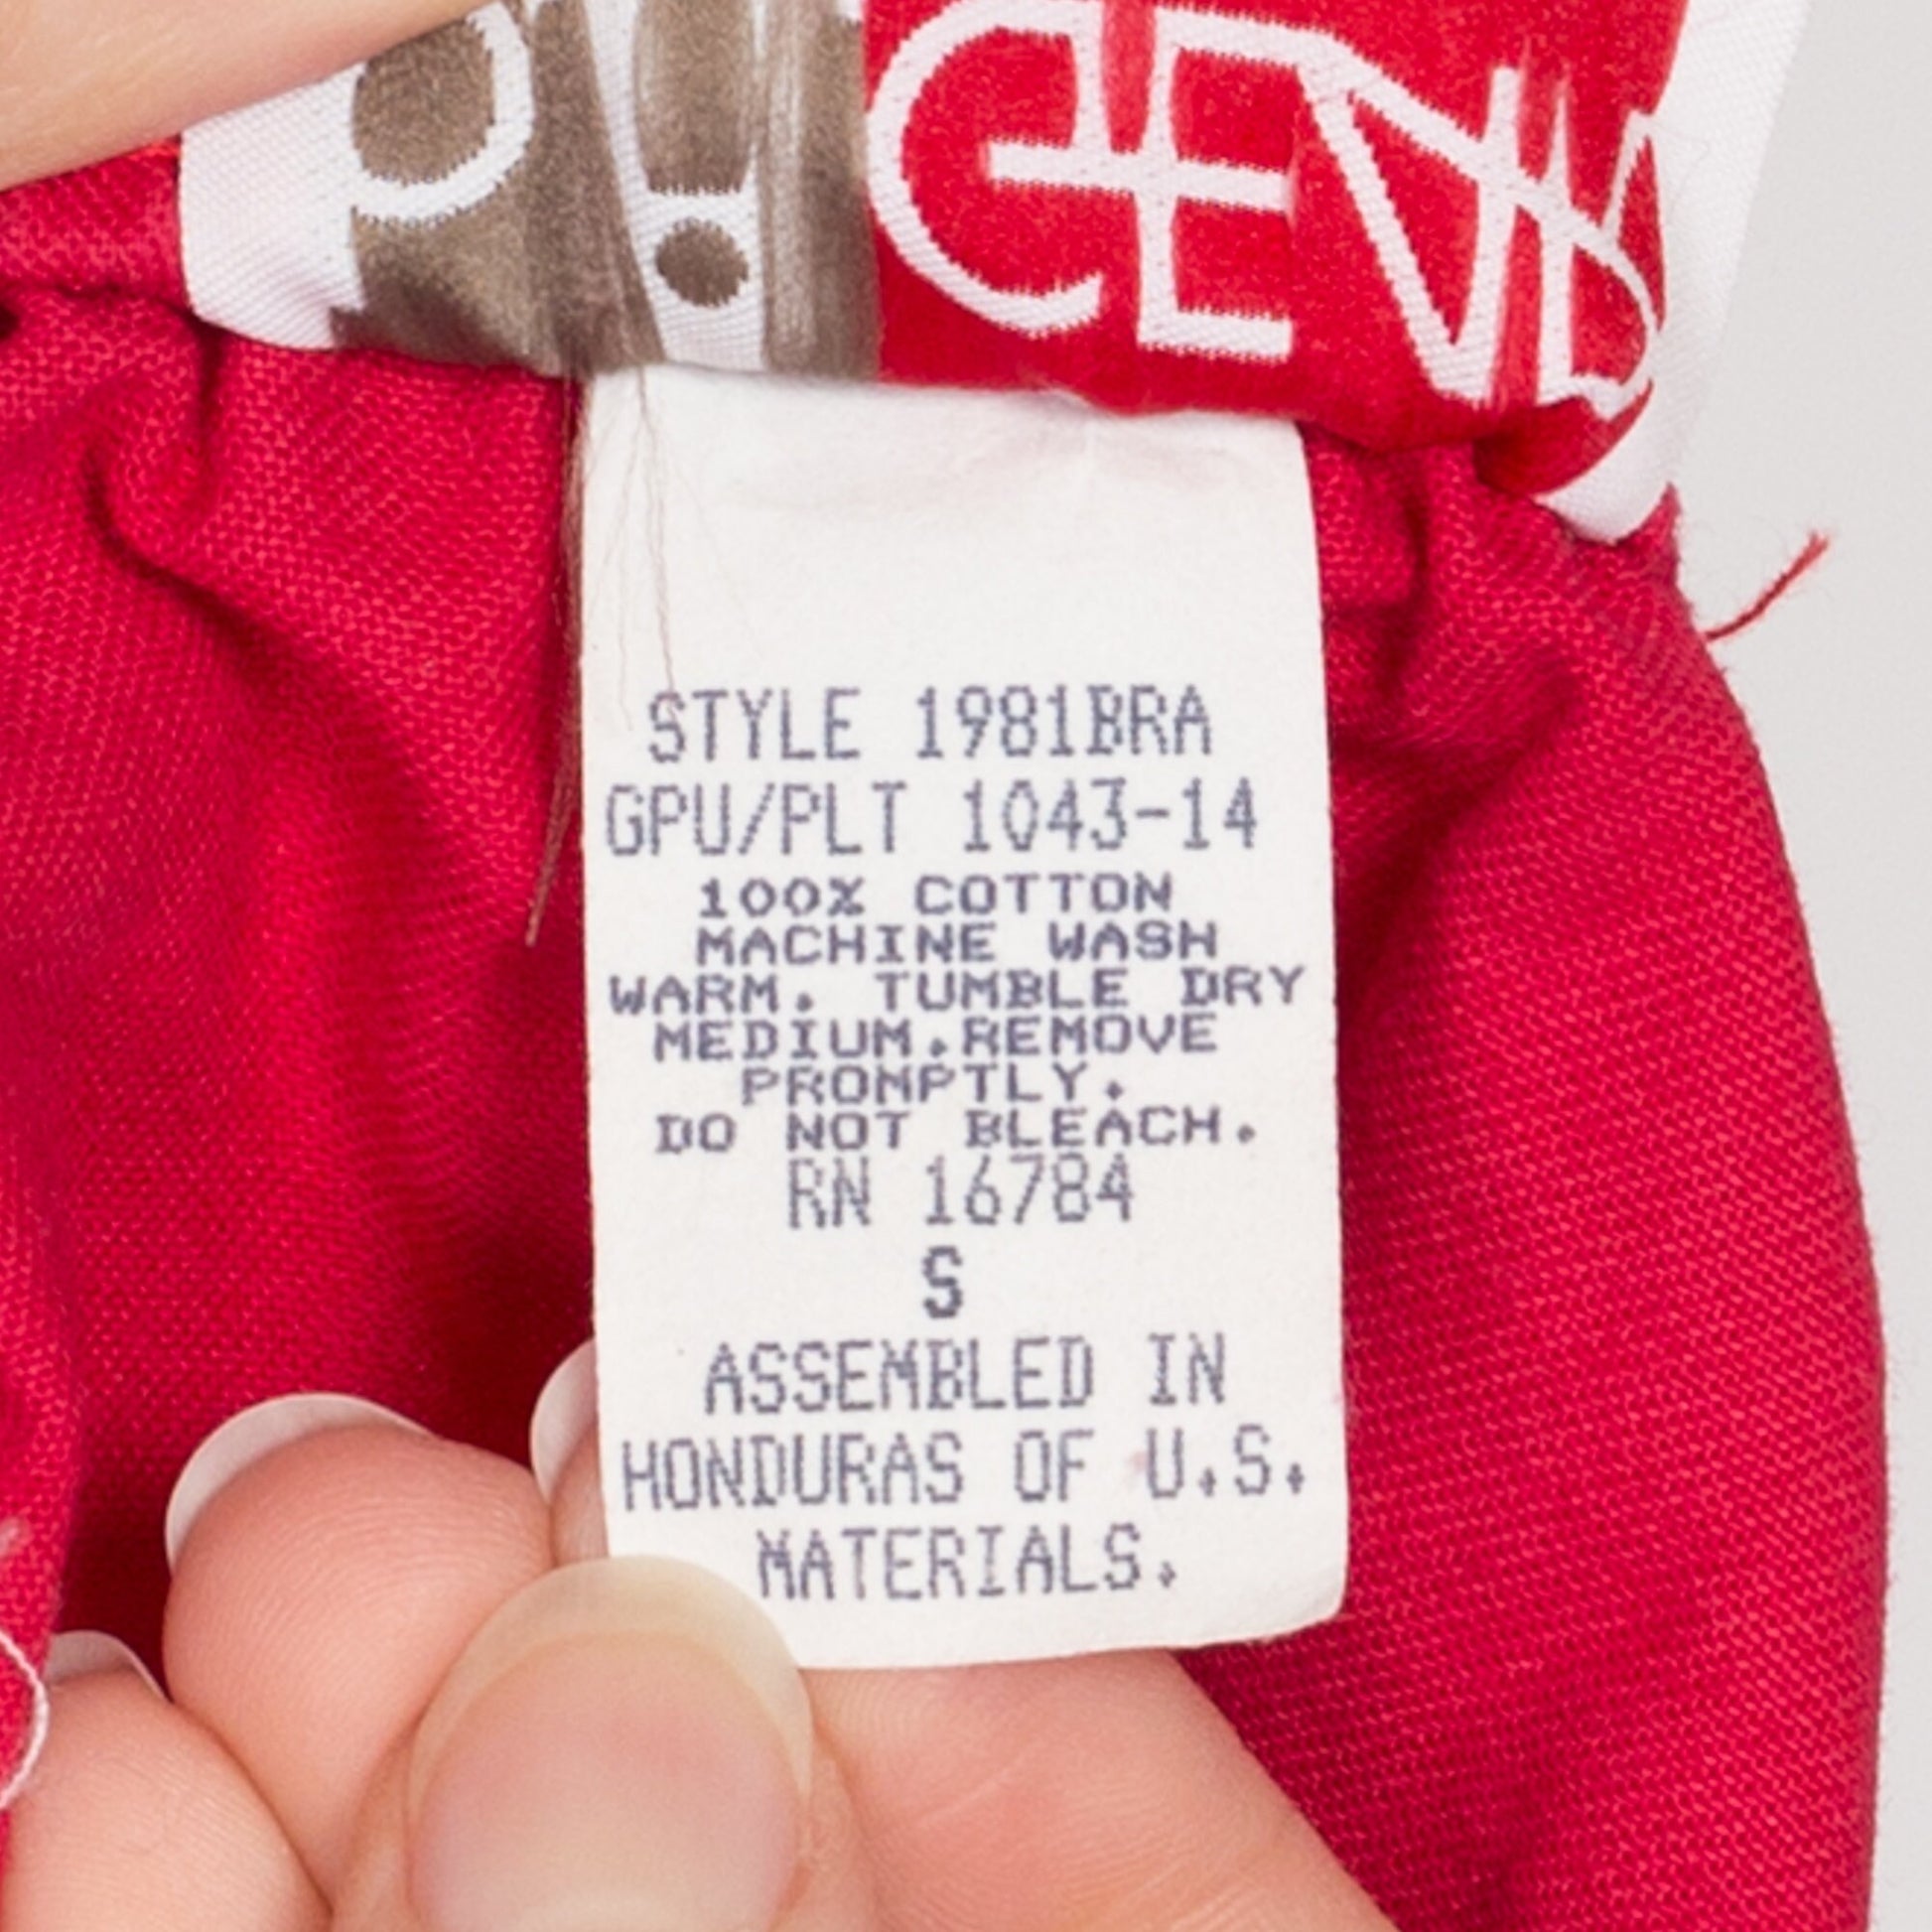 STYLE 1981BRA
GPU/PLT 1043-14
100% COTTON
MACHINE WASH
WARM. TUMBLE DRY
MEDIUM.REMOVE
PROMPTLY.
DO NOT BLEACH.
RN 16784
S
ASSEMBLED IN
HONDURAS OF U.S.
MATERIALS.